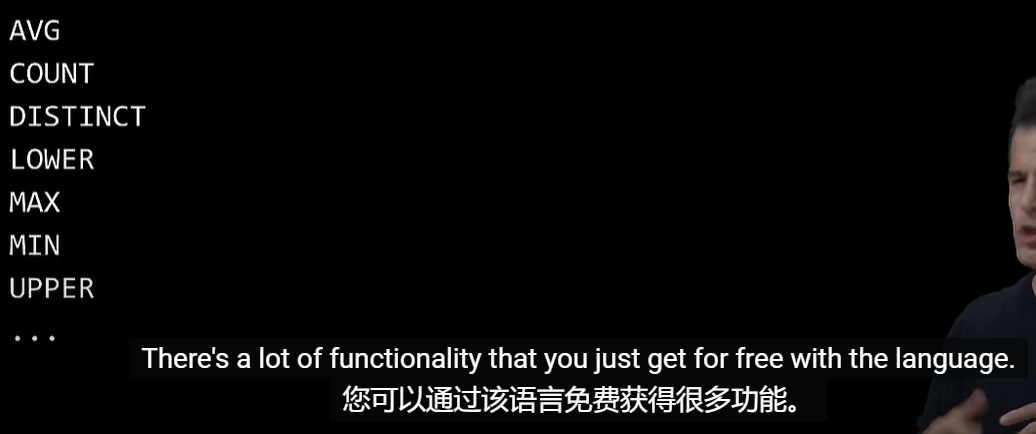 AVG
COUNT
DISTINCT
LOWER
MAX
MIN
UPPER
...
There's a lot of functionality that you just get for free with the language.
您可以通过该语言免费获得很多功能。